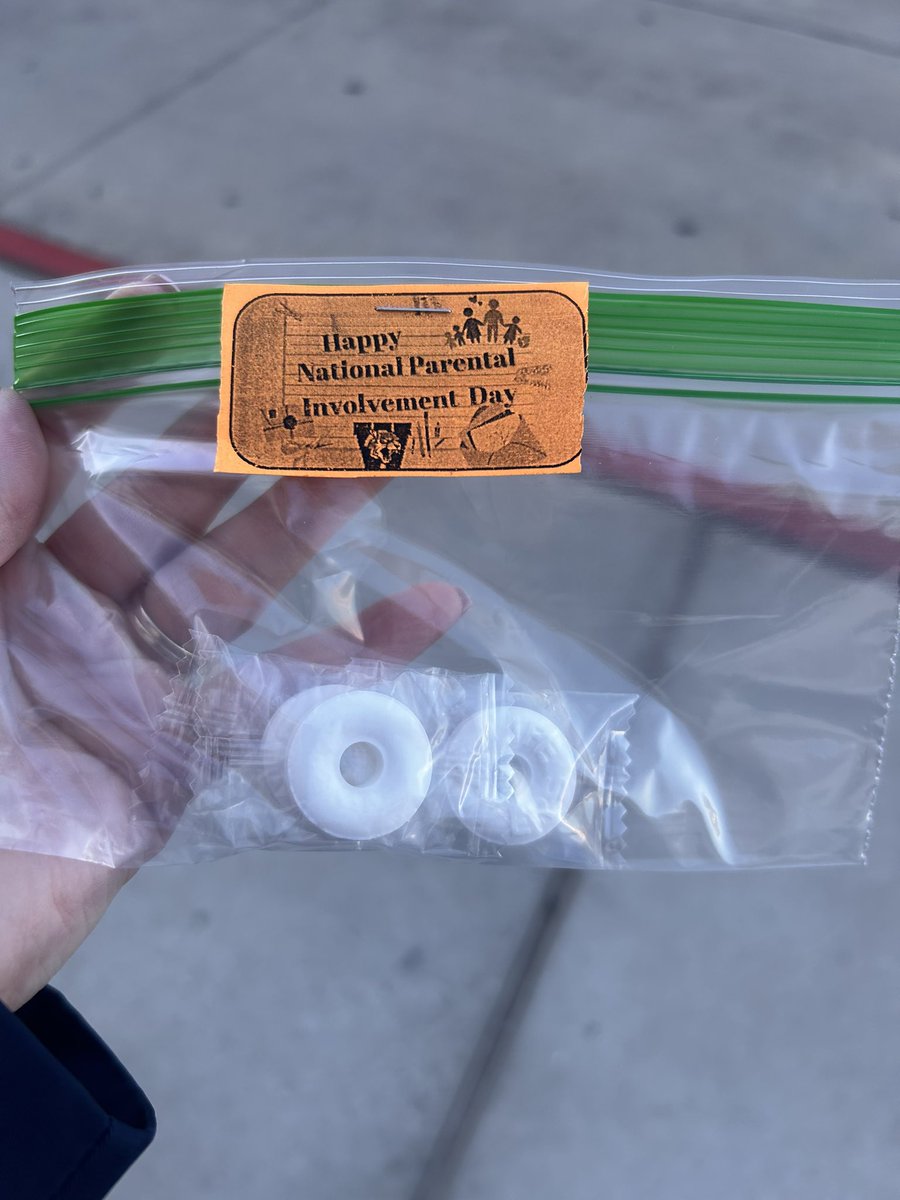 Happy
National Parental
Involvement Day